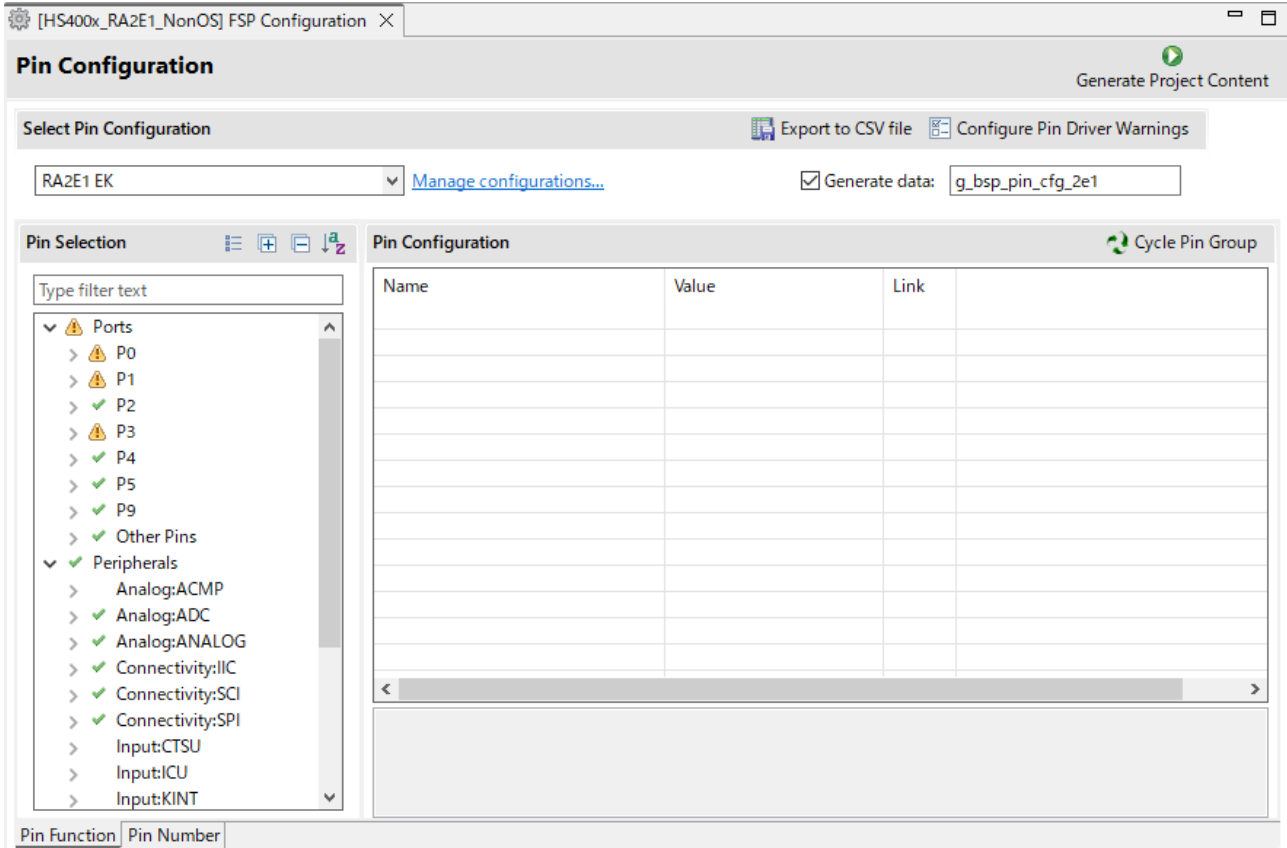 [HS400x_RA2E1_NonOS] FSP Configuration
Pin Configuration
Generate Project Content
Select Pin Configuration
Export to CSV file
Configure Pin Driver Warnings
RA2E1 EK
Manage configurations...
Generate data:
g_bsp_pin_cfg_2e1
Pin Selection
Pin Configuration
Cycle Pin Group
Type filter text
Name Value Link
Ports
P0
P1
P2
P3
P4
P5
P9
Other Pins
Peripherals
Analog:ACMP
Analog:ADC
Analog:ANALOG
Connectivity:IIC
Connectivity:SCI
Connectivity:SPI
Input:CTSU
Input:ICU
Input:KINT
Pin Function Pin Number